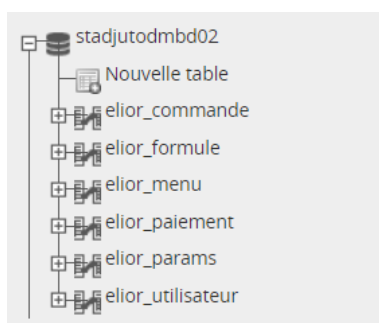 stadjutodmbd02
Nouvelle table
elior_commande
elior_formule
elior_menu
elior_paiement
elior_params
elior_utilisateur